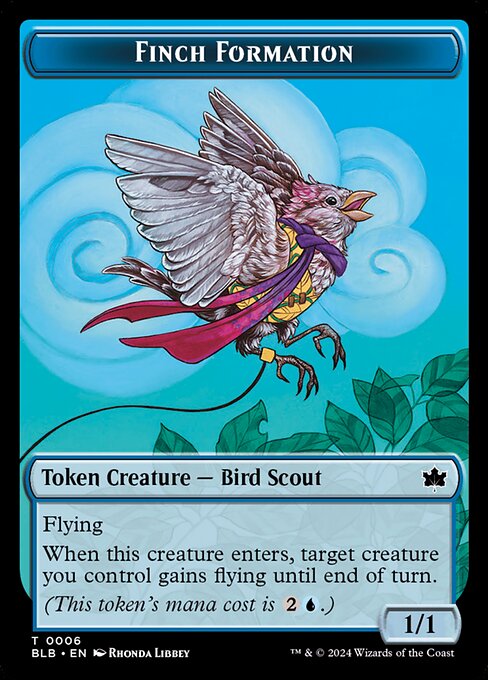 Finch Formation
Token Creature — Bird Scout
Flying
When this creature enters, target creature
you control gains flying until end of turn.
(This token's mana cost is 2.)
1/1
T 0006
BLB • EN Rhonda Libbey
™ & © 2024 Wizards of the Coast